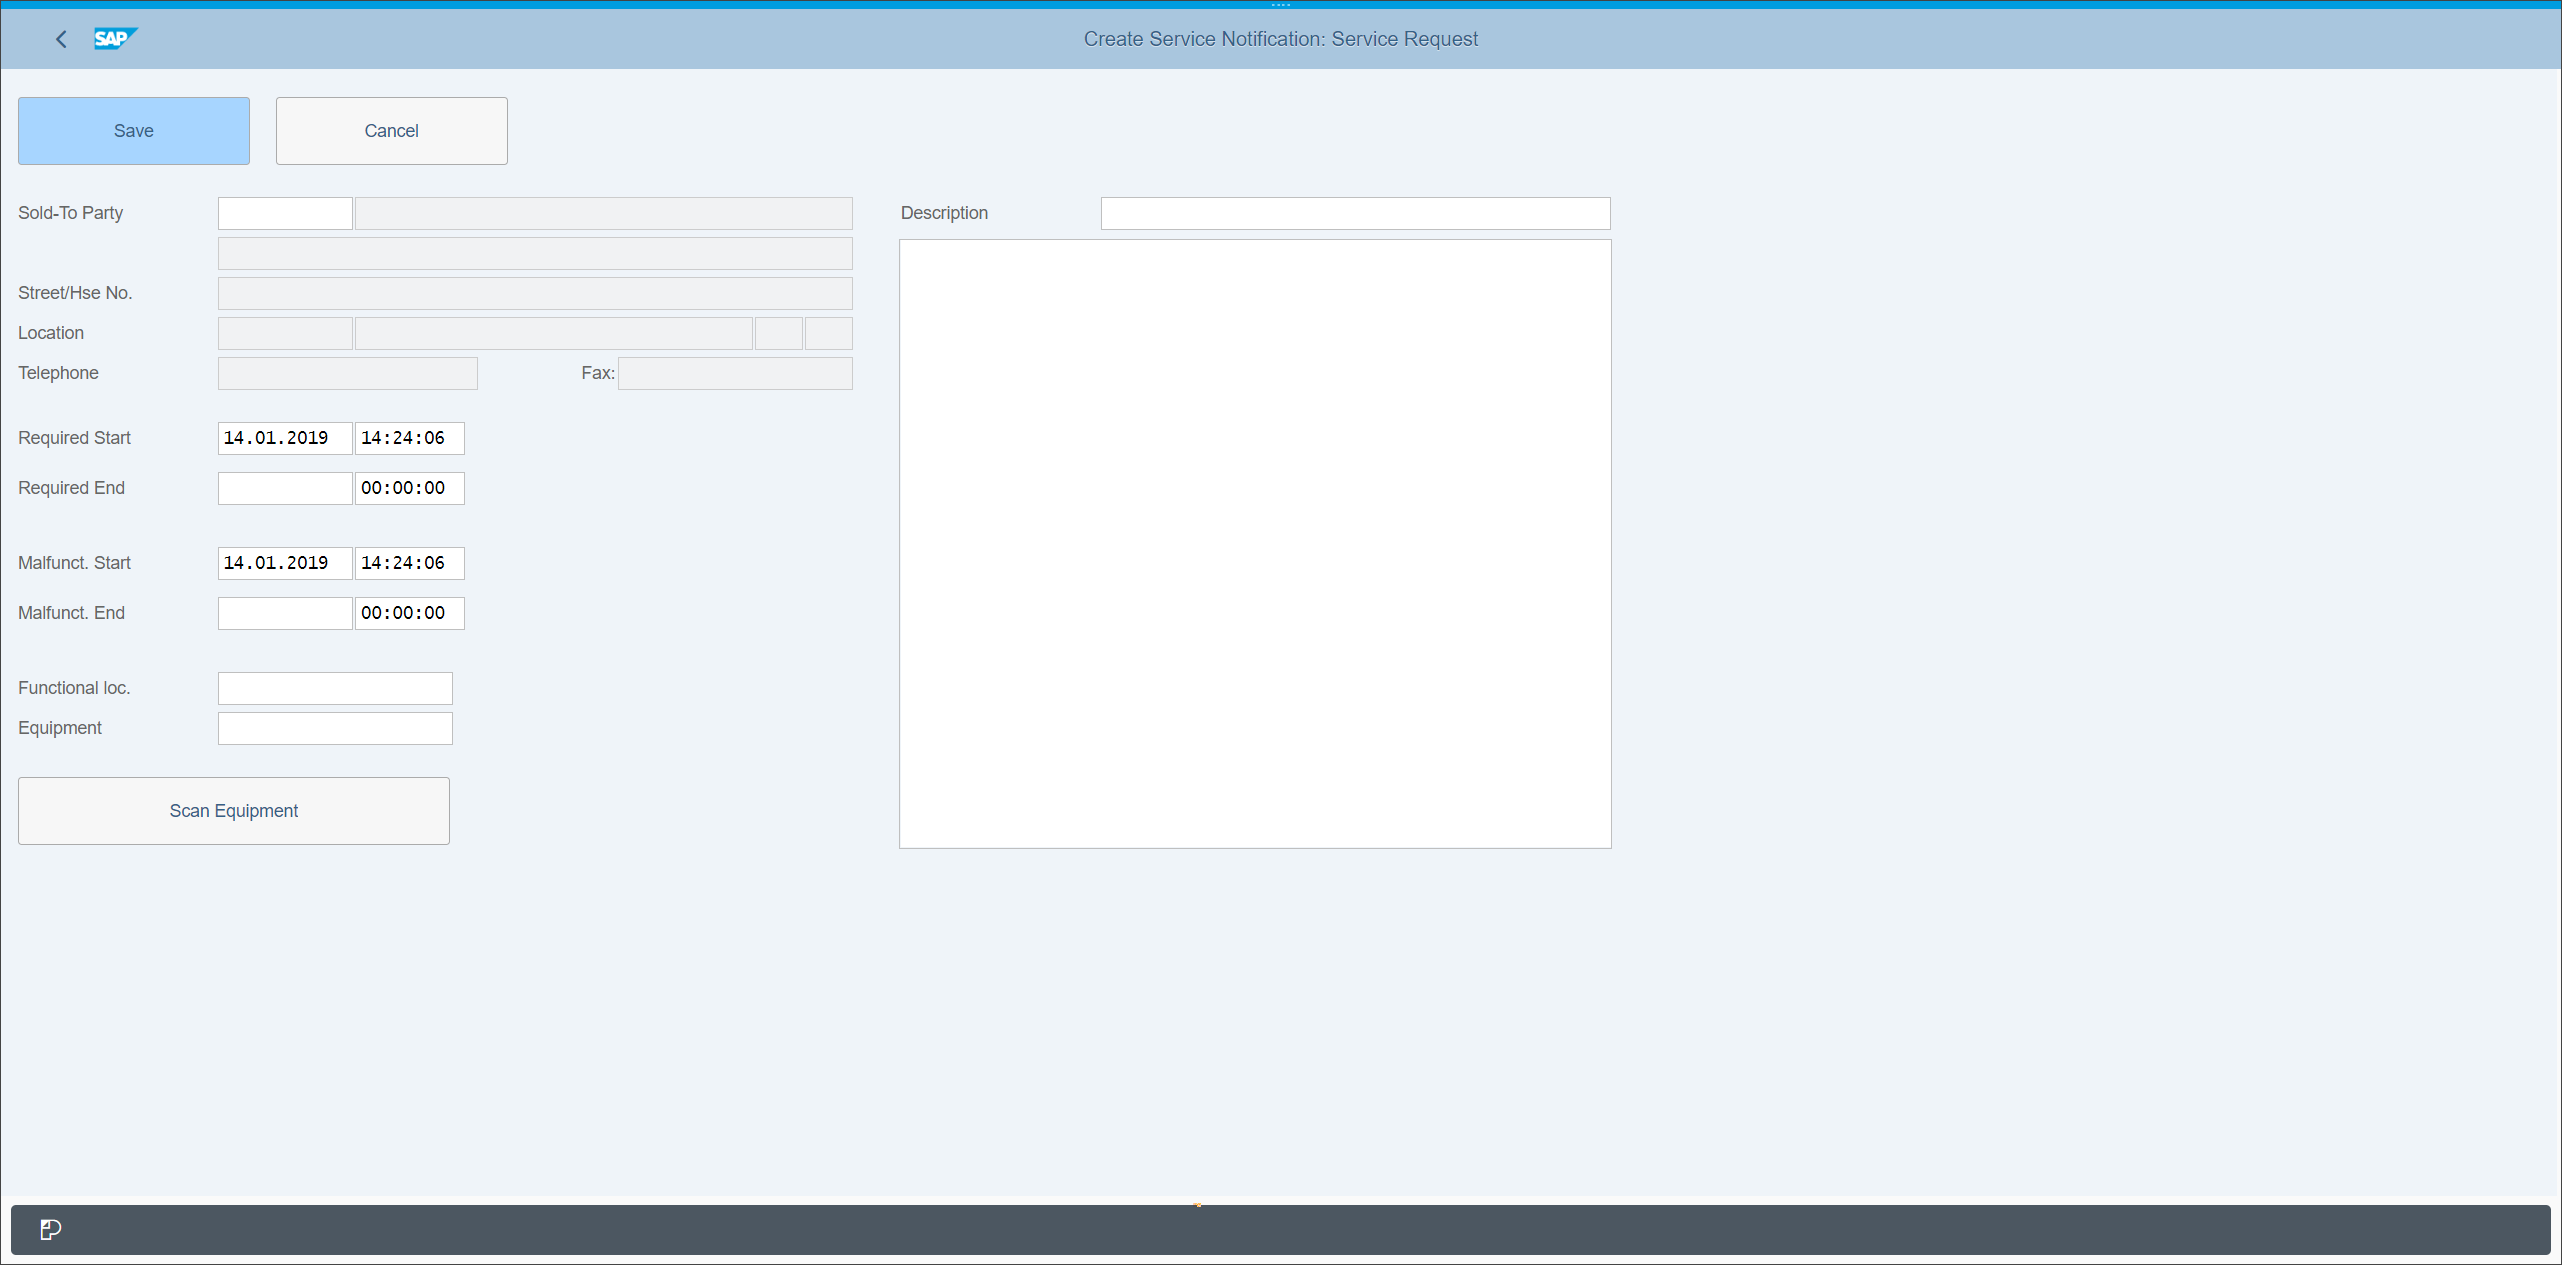 SAP
Create Service Notification: Service Request
Save
Cancel
Sold-To Party
Street/Hse No.
Location
Telephone
Fax:
Required Start
14.01.2019
14:24:06
Required End
00:00:00
Malfunct. Start
14.01.2019
14:24:06
Malfunct. End
00:00:00
Functional loc.
Equipment
Scan Equipment
Description